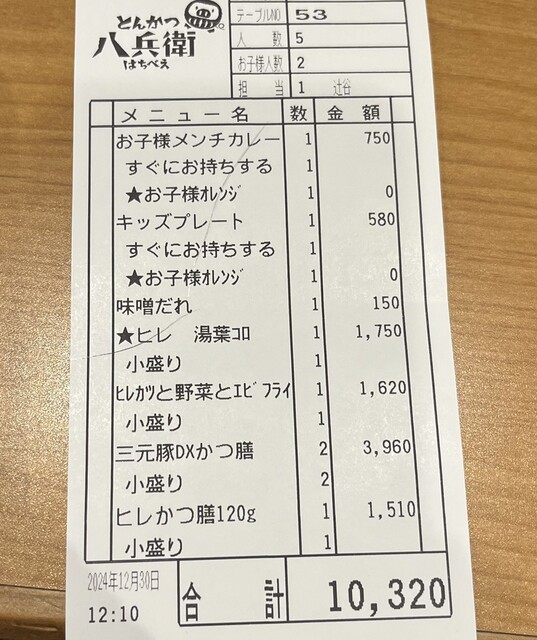 とんかつ
八兵衛
はちべえ
テーブルNO 53
人 数 5
お子様人数 2
担 当 1 辻谷
メニュー名 数 金 額
お子様メンチカレー 1 750
すぐにお持ちする 1
★お子様オレンジ 1 0
キッズプレート 1 580
すぐにお持ちする 1
★お子様オレンジ 1 0
味噌だれ 1 150
★ヒレ 湯葉コロ 1 1,750
小盛り 1
ヒレカツと野菜とエビフライ 1 1,620
小盛り 1
三元豚DXかつ膳 2 3,960
小盛り 2
ヒレかつ膳120g 1 1,510
小盛り 1
2024年12月30日
12:10
合 計 10,320